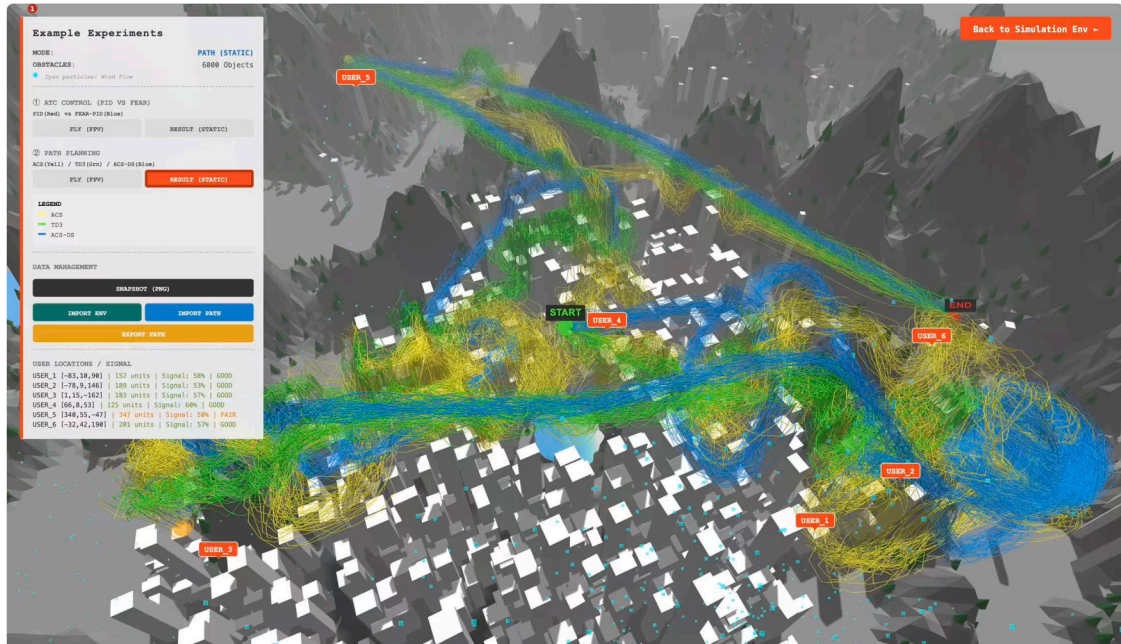 1
Example Experiments
MODE: PATH (STATIC)
OBSTACLES: 6000 Objects
Cyan particles: Wind Flow
① ATC CONTROL (PID VS FEAR)
PID(Red) vs FEAR-PID(Blue)
FLY (FPV) RESULT (STATIC)
② PATH PLANNING
ACS(Yell) / TD3(Grn) / ACS-DS(Blue)
FLY (FPV) RESULT (STATIC)
LEGEND
ACS
TD3
ACS-DS
DATA MANAGEMENT
SNAPSHOT (PNG)
IMPORT ENV IMPORT PATH
EXPORT PATH
USER LOCATIONS / SIGNAL
USER_1 [-83,10,90] | 152 units | Signal: 58% | GOOD
USER_2 [-78,9,146] | 189 units | Signal: 53% | GOOD
USER_3 [1,15,-162] | 183 units | Signal: 57% | GOOD
USER_4 [66,8,53] | 125 units | Signal: 60% | GOOD
USER_5 [340,55,-47] | 347 units | Signal: 50% | FAIR
USER_6 [-32,42,190] | 201 units | Signal: 57% | GOOD
Back to Simulation Env ←
USER_5
START
USER_4
END
USER_6
USER_2
USER_1
USER_3